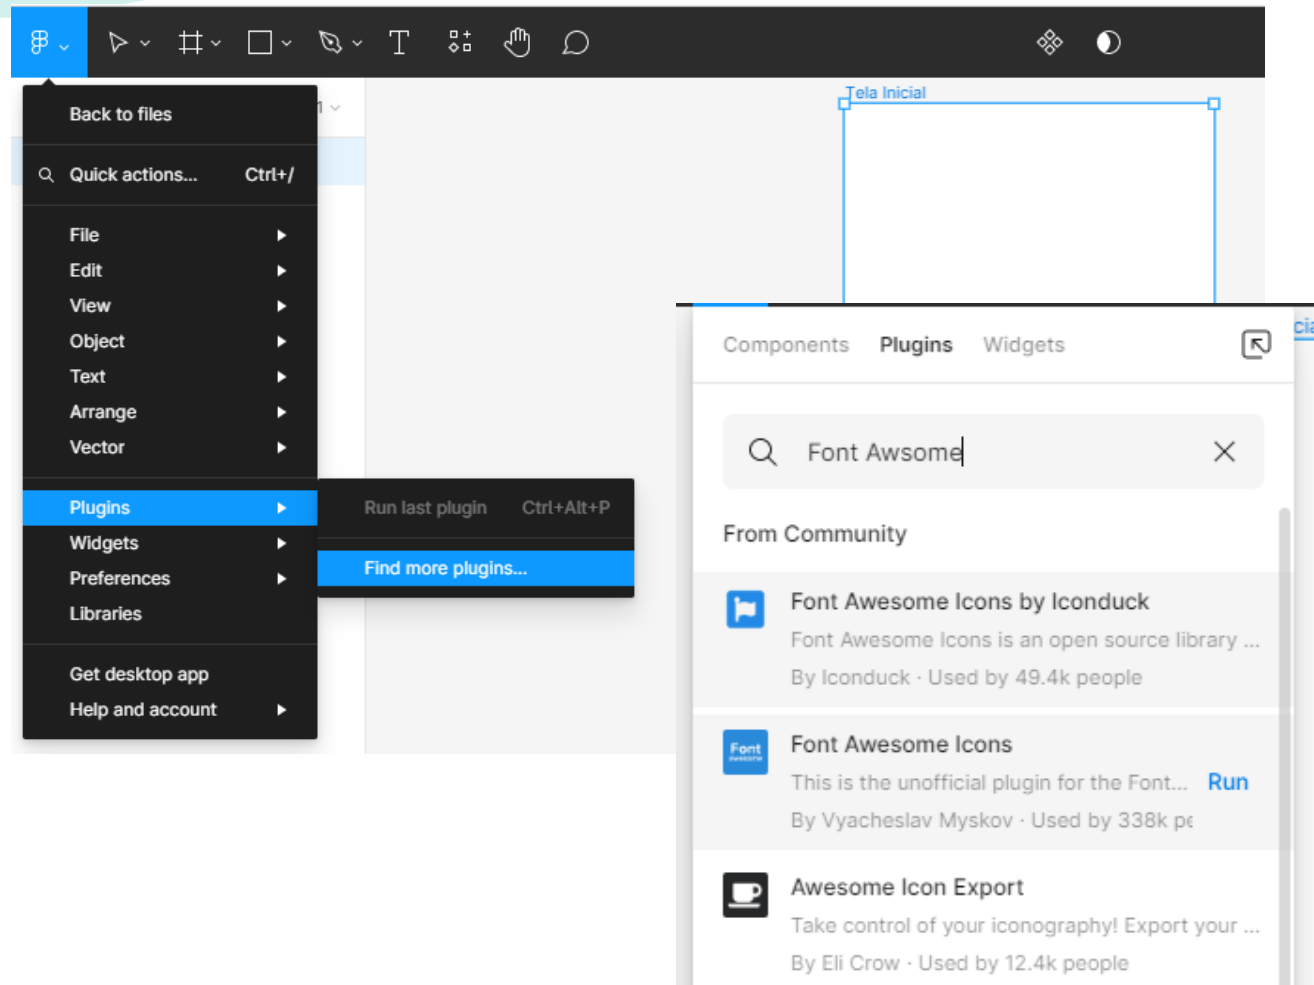 Tela Inicial
1
Back to files
Quick actions... Ctrl+/
File
Edit
View
Object
Text
Arrange
Vector
Plugins
Widgets
Preferences
Libraries
Get desktop app
Help and account
Run last plugin Ctrl+Alt+P
Find more plugins...
Components Plugins Widgets
Font Awsome
From Community
Font Awesome Icons by Iconduck
Font Awesome Icons is an open source library ...
By Iconduck · Used by 49.4k people
Font
awesome
Font Awesome Icons
This is the unofficial plugin for the Font... Run
By Vyacheslav Myskov · Used by 338k pe
Awesome Icon Export
Take control of your iconography! Export your ...
By Eli Crow · Used by 12.4k people